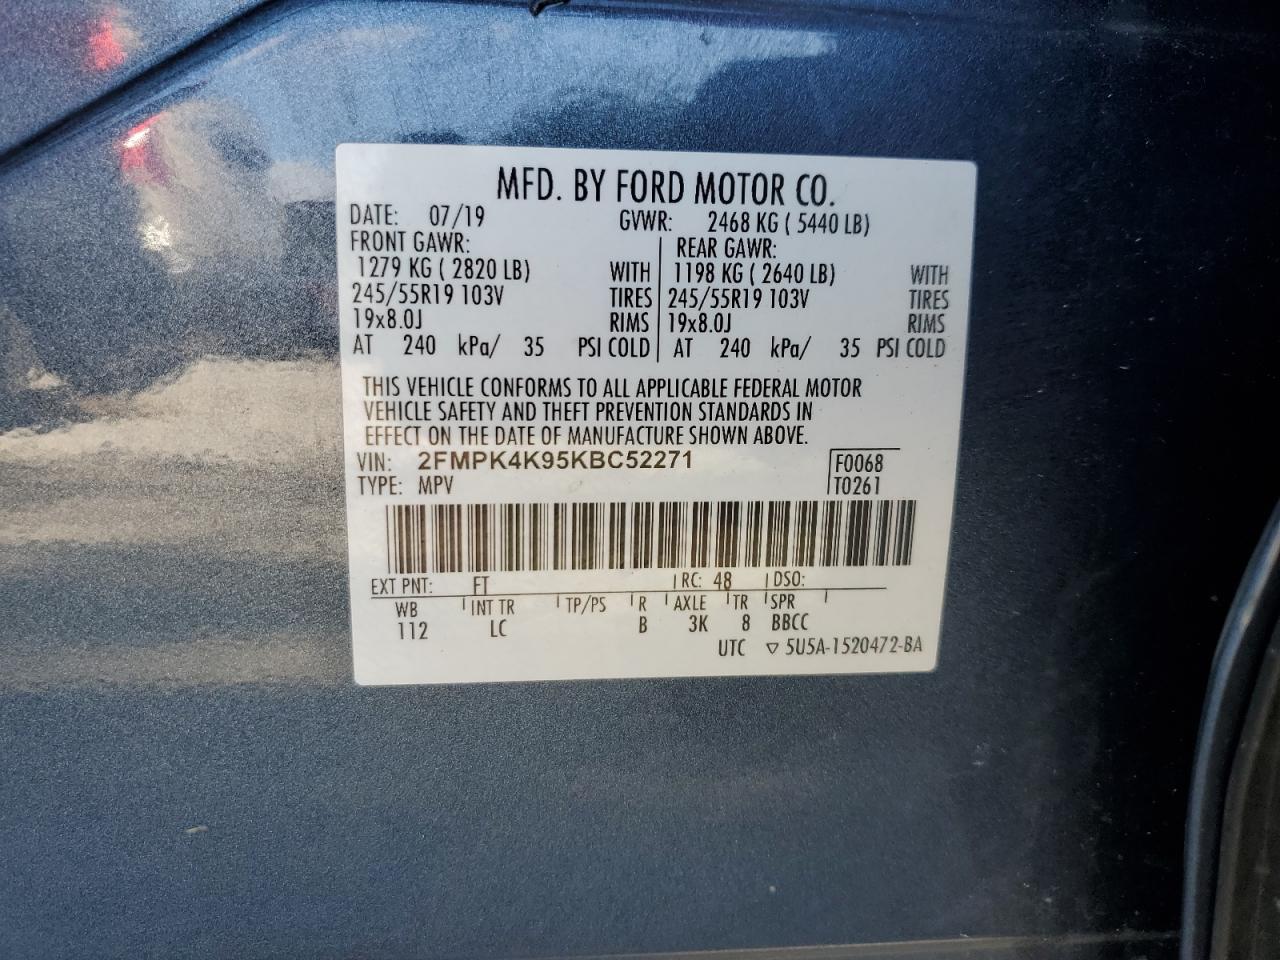 MFD. BY FORD MOTOR CO.
DATE: 07/19 GVWR: 2468 KG ( 5440 LB)
FRONT GAWR: REAR GAWR:
1279 KG ( 2820 LB) WITH 1198 KG ( 2640 LB) WITH
245/55R19 103V TIRES 245/55R19 103V TIRES
19x8.0J RIMS 19x8.0J RIMS
AT 240 kPa/ 35 PSI COLD AT 240 kPa/ 35 PSI COLD
THIS VEHICLE CONFORMS TO ALL APPLICABLE FEDERAL MOTOR
VEHICLE SAFETY AND THEFT PREVENTION STANDARDS IN
EFFECT ON THE DATE OF MANUFACTURE SHOWN ABOVE.
VIN: 2FMPK4K95KBC52271 F0068
TYPE: MPV T0261
EXT PNT: FT RC: 48 DSO:
WB INT TR TP/PS R AXLE TR SPR
112 LC B 3K 8 BBCC
UTC ▽ 5U5A-1520472-BA